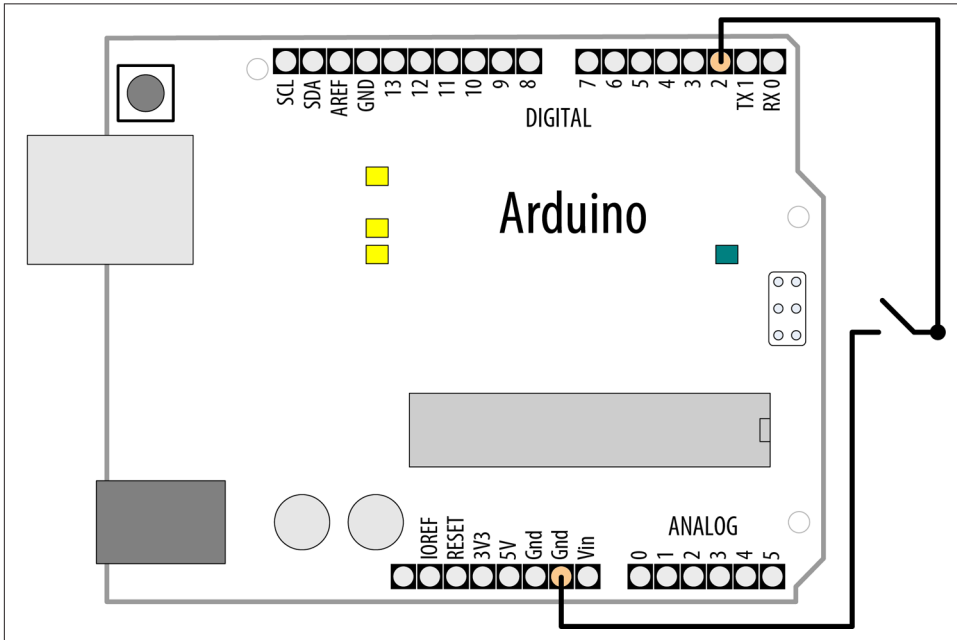 SCL SDA AREF GND 13 12 11 10 9 8 7 6 5 4 3 2 TX 1 RX 0
DIGITAL
Arduino
ANALOG
IOREF RESET 3V3 5V Gnd Gnd Vin 0 1 2 3 4 5